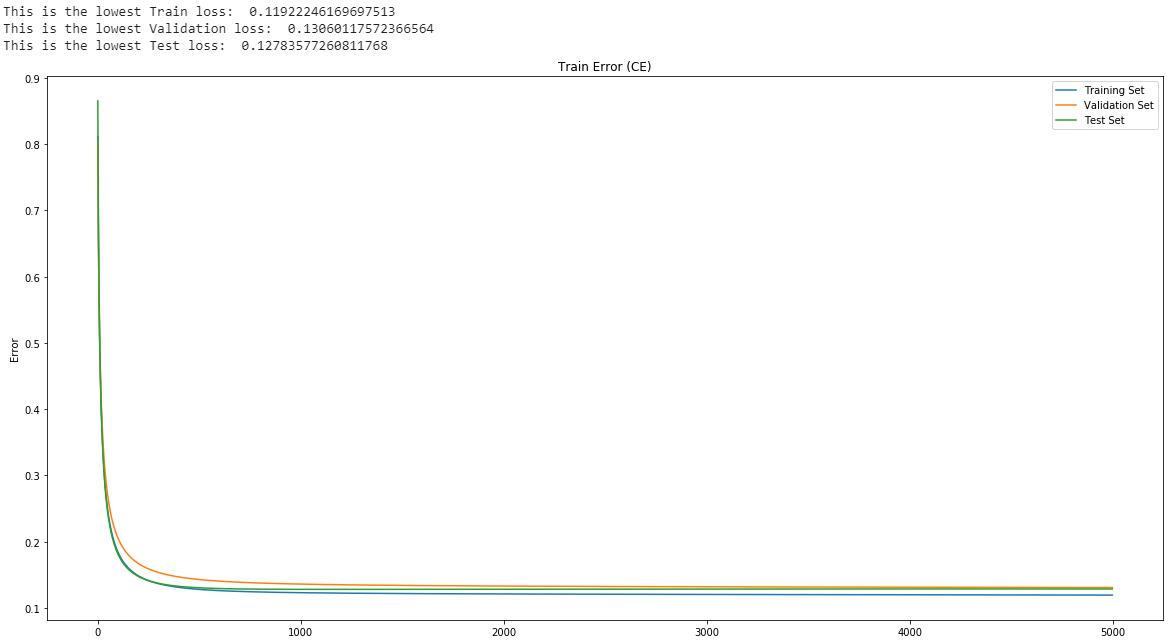 This is the lowest Train loss:  0.11922246169697513
This is the lowest Validation loss:  0.13060117572366564
This is the lowest Test loss:  0.12783577260811768
Train Error (CE)
Training Set
Validation Set
Test Set
Error
0.9
0.8
0.7
0.6
0.5
0.4
0.3
0.2
0.1
0
1000
2000
3000
4000
5000